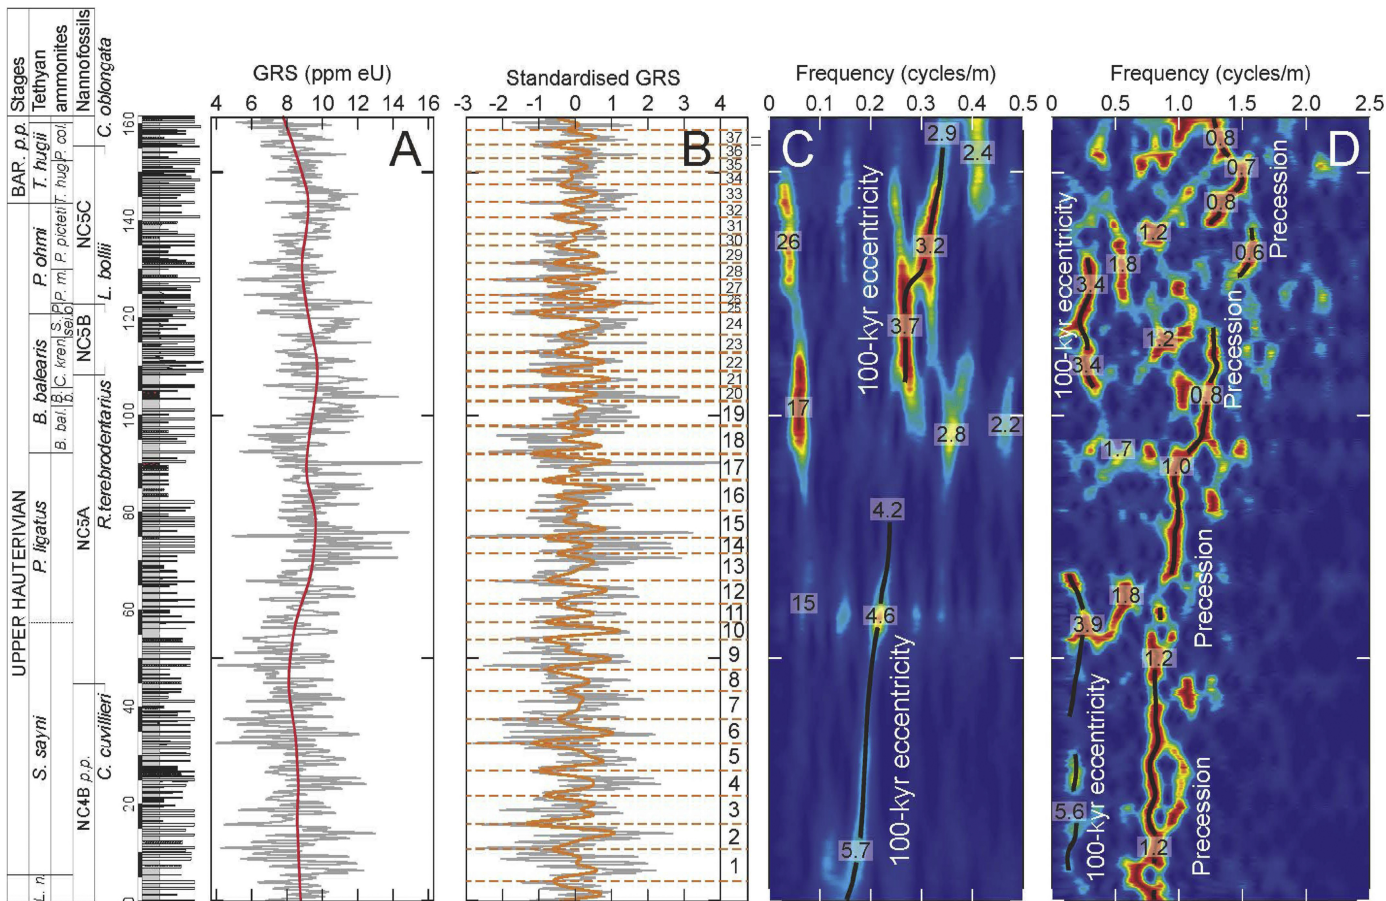 Stages
Tethyan
ammonites
Nannofossils
C. oblongata
BAR. p.p.
UPPER HAUTERIVIAN
T. hugii
P. ohmi
B. balearis
P. ligatus
S. sayni
L. n.
P. col.
T. hug.
P. picteti
P. m.
C. kren.
B. bal.
NC5C
NC5B
NC5A
NC4B p.p.
L. bollii
R.terebrodentarius
C. cuvillieri
160
140
120
100
80
60
40
20
0
GRS (ppm eU)
4 6 8 10 12 14 16
A
Standardised GRS
-3 -2 -1 0 1 2 3 4
B
37
36
35
34
33
32
31
30
29
28
27
26
25
24
23
22
21
20
19
18
17
16
15
14
13
12
11
10
9
8
7
6
5
4
3
2
1
Frequency (cycles/m)
0 0.1 0.2 0.3 0.4 0.5
C
2.9
2.4
26
3.2
3.7
100-kyr eccentricity
17
2.8
2.2
4.2
15
4.6
100-kyr eccentricity
5.7
Frequency (cycles/m)
0 0.5 1.0 1.5 2.0 2.5
D
0.8
0.7
0.8
Precession
1.2
1.8
0.6
3.4
100-kyr eccentricity
1.2
3.4
0.8
Precession
1.7
1.0
1.8
3.9
Precession
1.2
100-kyr eccentricity
5.6
1.2
Precession